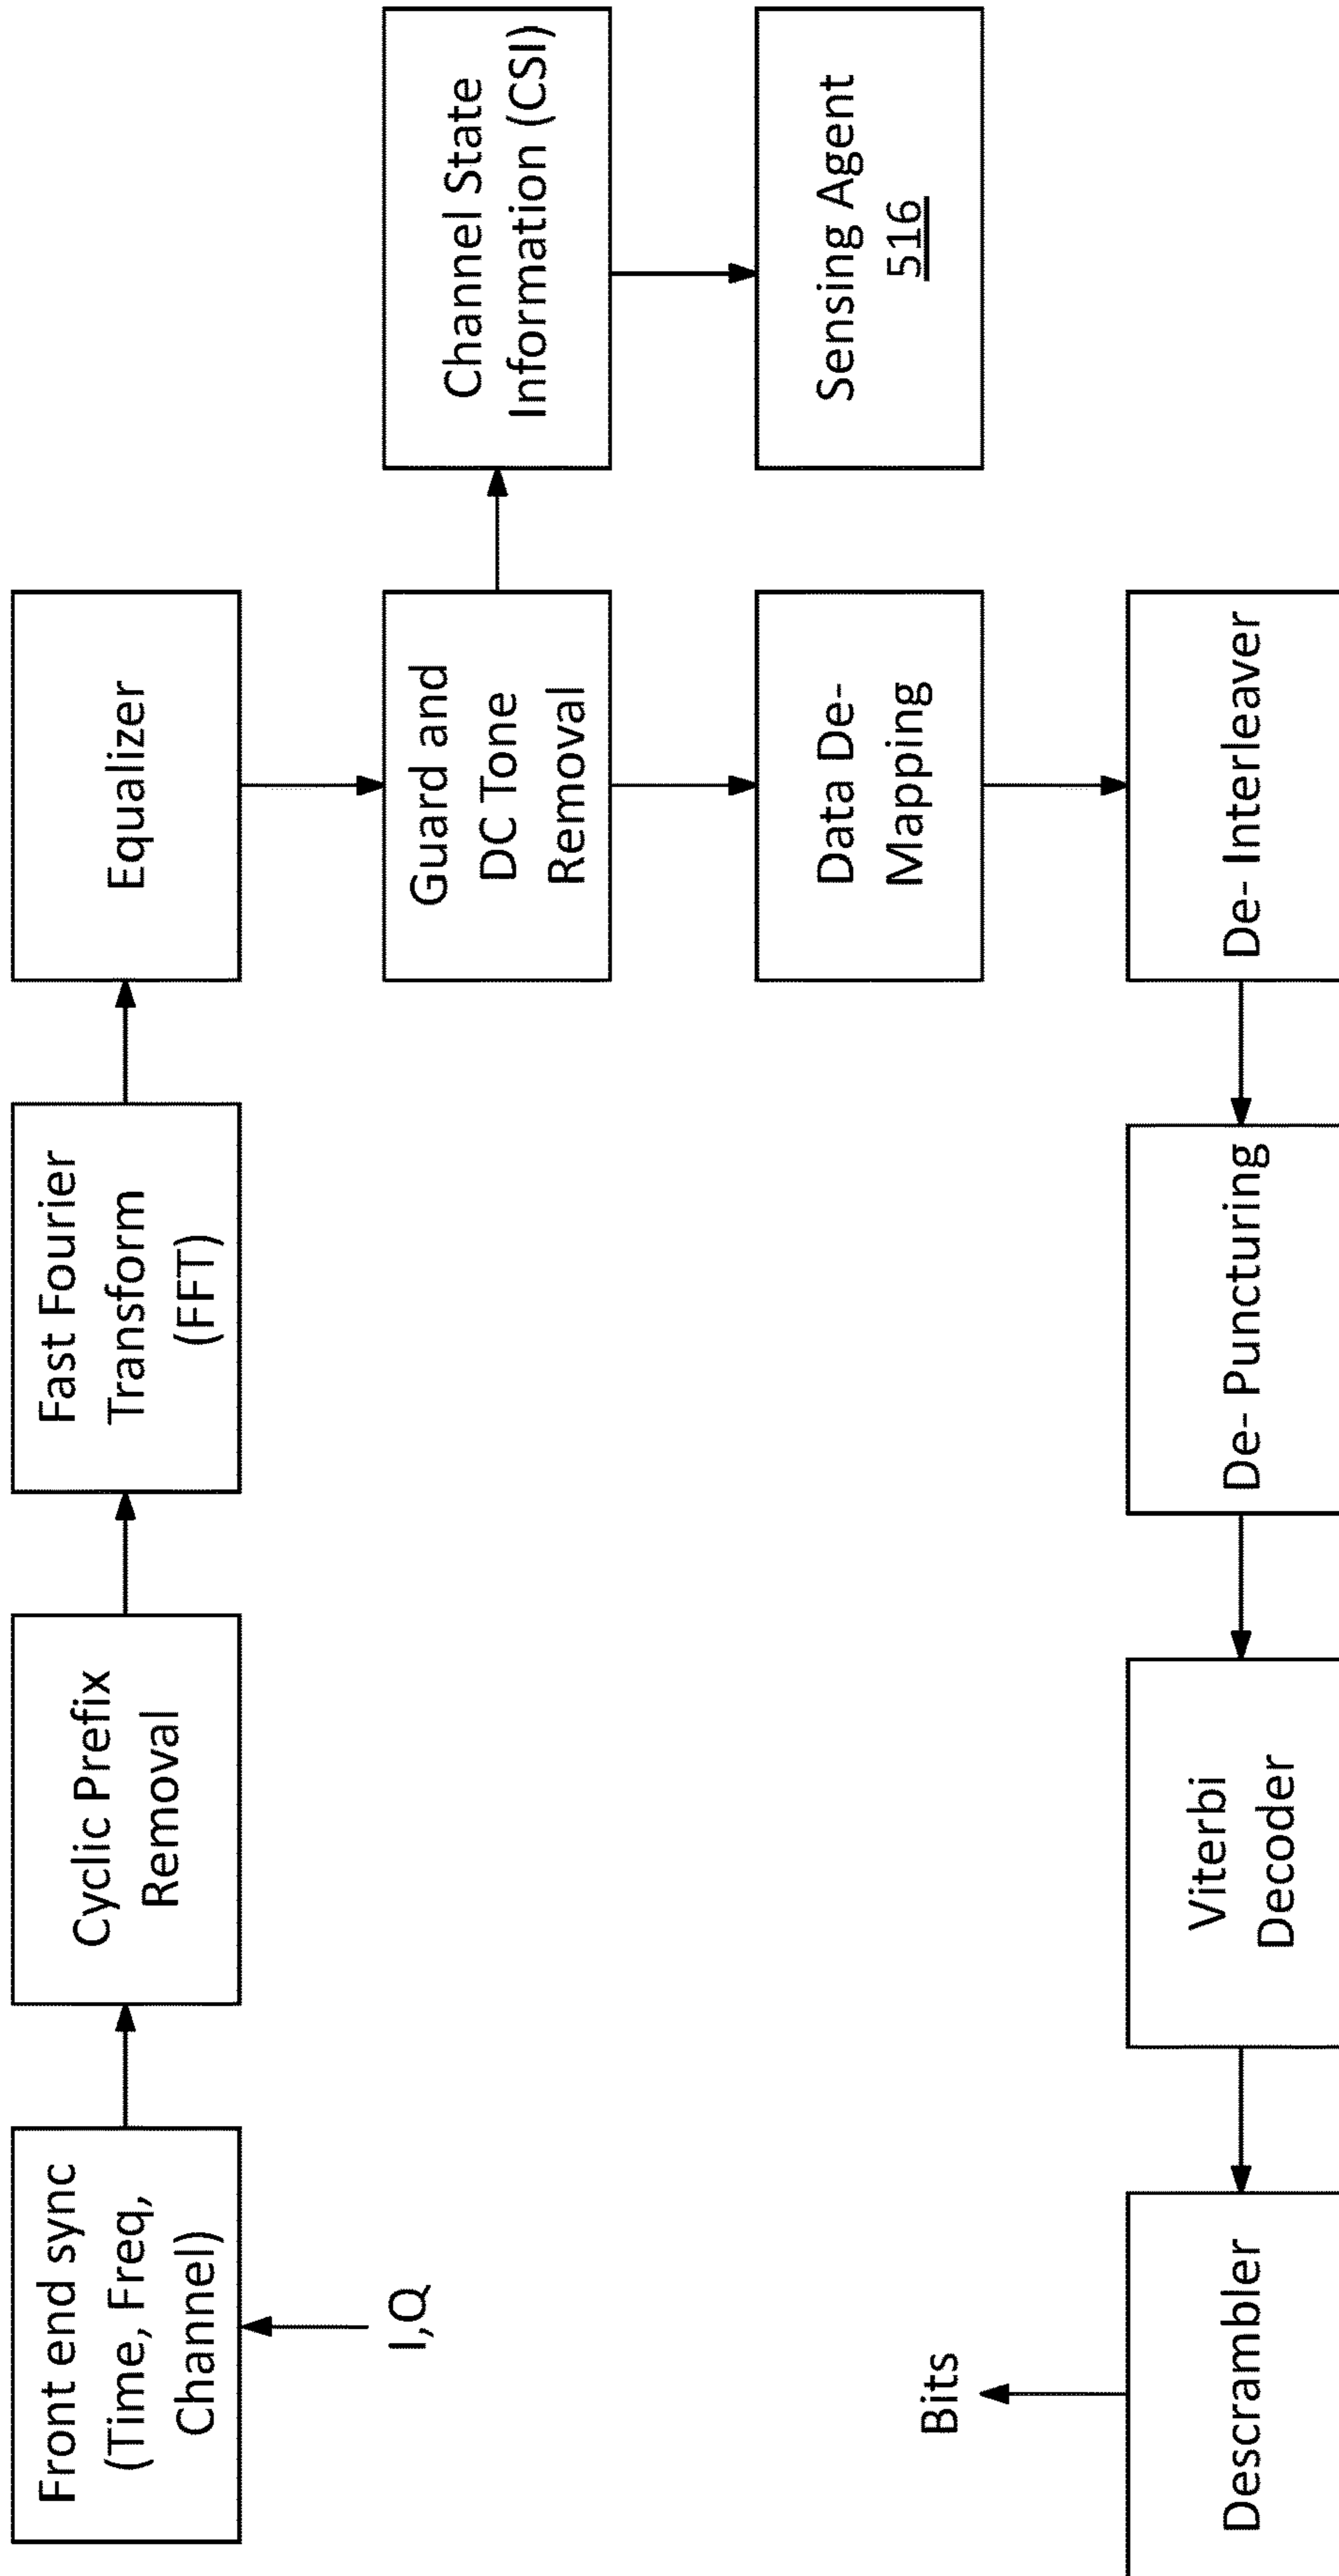 Front end sync
(Time, Freq,
Channel)
Cyclic Prefix
Removal
Fast Fourier
Transform
(FFT)
Equalizer
I,Q
Guard and
DC Tone
Removal
Channel State
Information (CSI)
Data De-
Mapping
Sensing Agent
516
Bits
Descrambler
Viterbi
Decoder
De- Puncturing
De- Interleaver